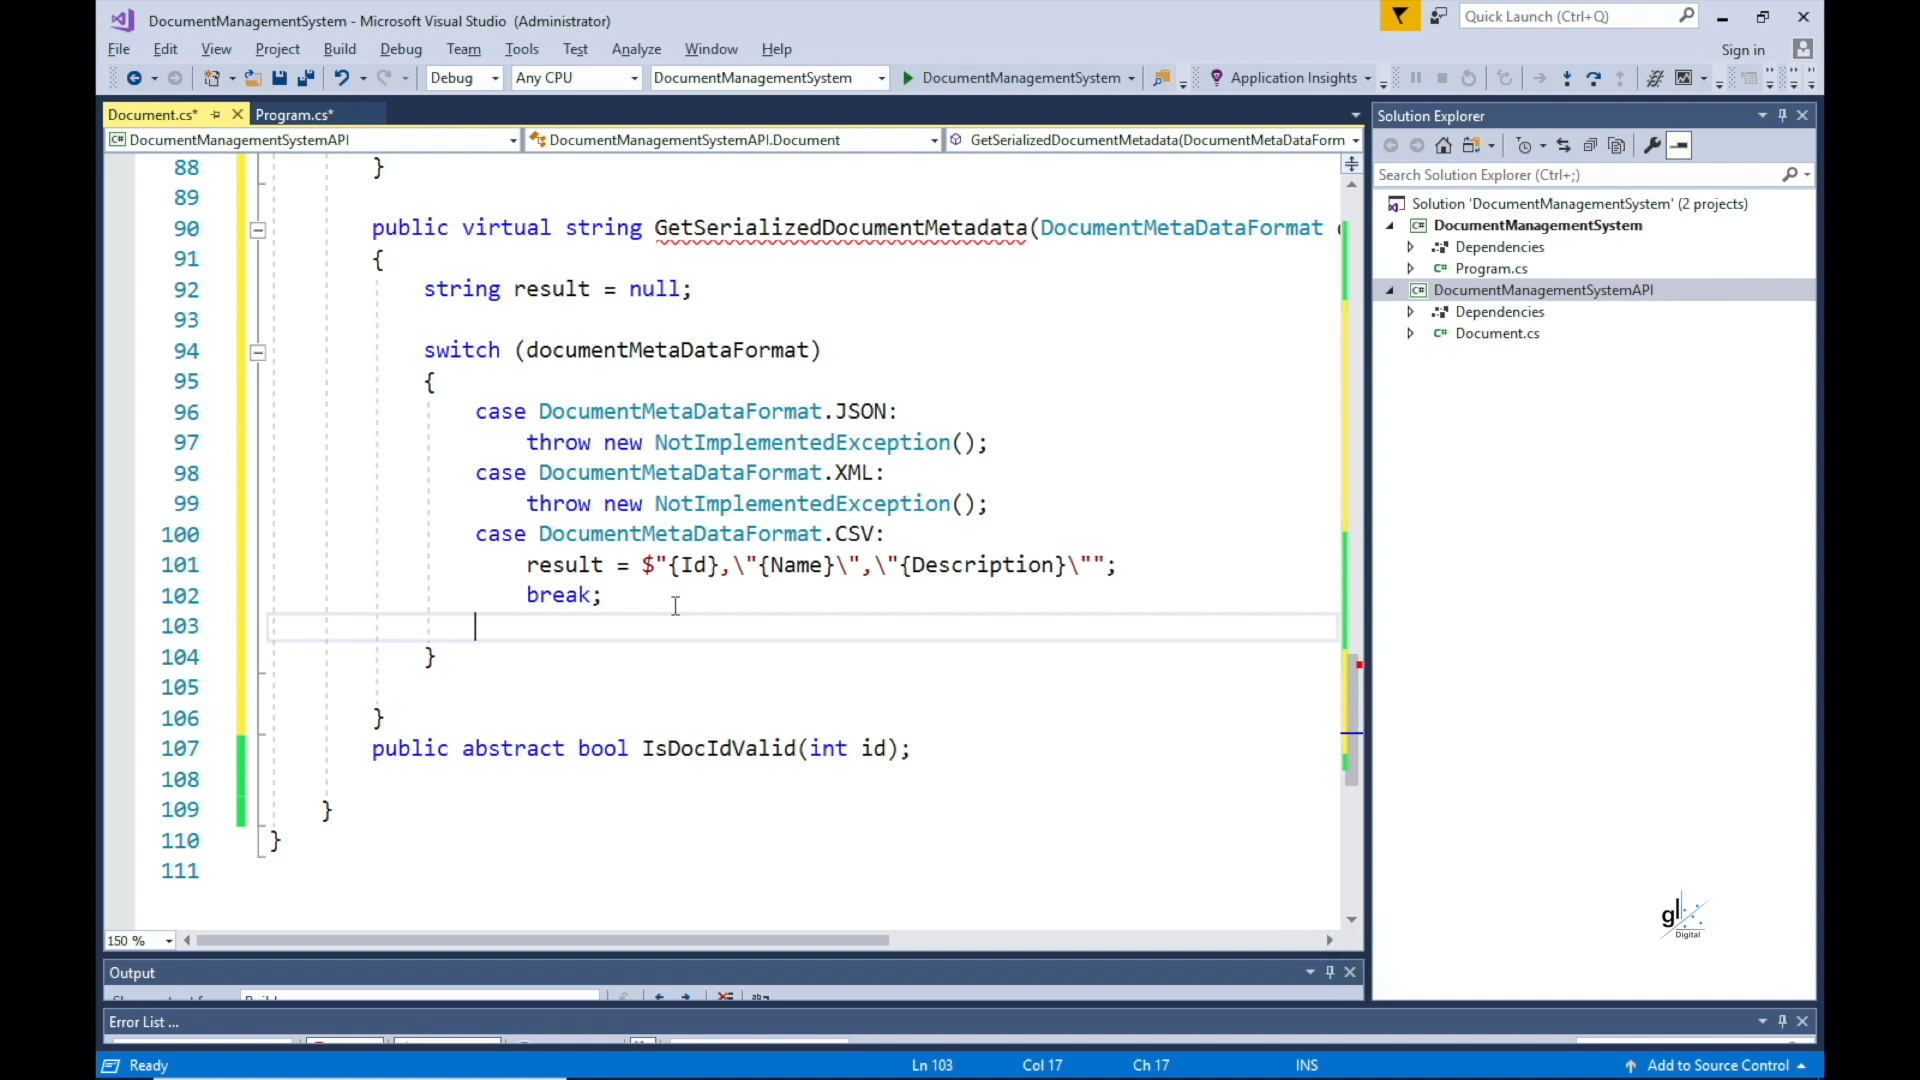 DocumentManagementSystem - Microsoft Visual Studio (Administrator)
Quick Launch (Ctrl+Q)
File Edit View Project Build Debug Team Tools Test Analyze Window Help
Sign in
Debug Any CPU DocumentManagementSystem DocumentManagementSystem Application Insights
Document.cs* Program.cs*
DocumentManagementSystemAPI DocumentManagementSystemAPI.Document GetSerializedDocumentMetadata(DocumentMetaDataForm
88 }
89
90 public virtual string GetSerializedDocumentMetadata(DocumentMetaDataFormat
91 {
92 string result = null;
93
94 switch (documentMetaDataFormat)
95 {
96 case DocumentMetaDataFormat.JSON:
97 throw new NotImplementedException();
98 case DocumentMetaDataFormat.XML:
99 throw new NotImplementedException();
100 case DocumentMetaDataFormat.CSV:
101 result = $"{Id},\"{Name}\",\"{Description}\"";
102 break;
103
104 }
105
106 }
107 public abstract bool IsDocIdValid(int id);
108
109 }
110 }
111
150 %
Output
Error List ...
Ready Ln 103 Col 17 Ch 17 INS Add to Source Control
Solution Explorer
Search Solution Explorer (Ctrl+;)
Solution 'DocumentManagementSystem' (2 projects)
C# DocumentManagementSystem
Dependencies
C# Program.cs
C# DocumentManagementSystemAPI
Dependencies
C# Document.cs
gl
Digital